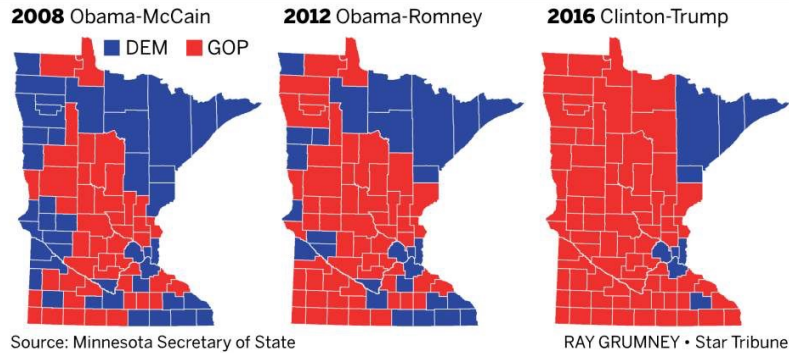 2008 Obama-McCain
DEM GOP
2012 Obama-Romney
2016 Clinton-Trump
Source: Minnesota Secretary of State
RAY GRUMNEY • Star Tribune